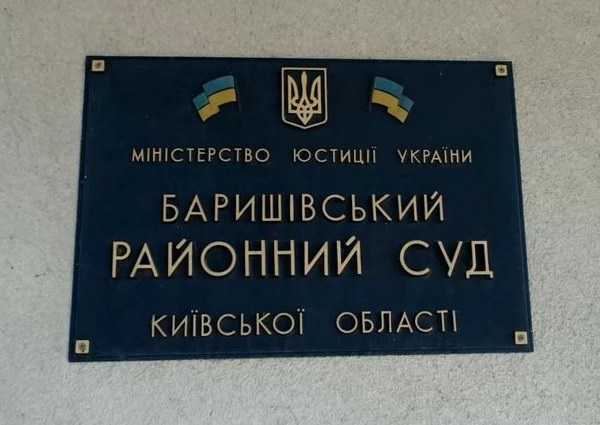 МІНІСТЕРСТВО ЮСТИЦІЇ УКРАЇНИ
БАРИШІВСЬКИЙ
РАЙОННИЙ СУД
КИЇВСЬКОЇ ОБЛАСТІ